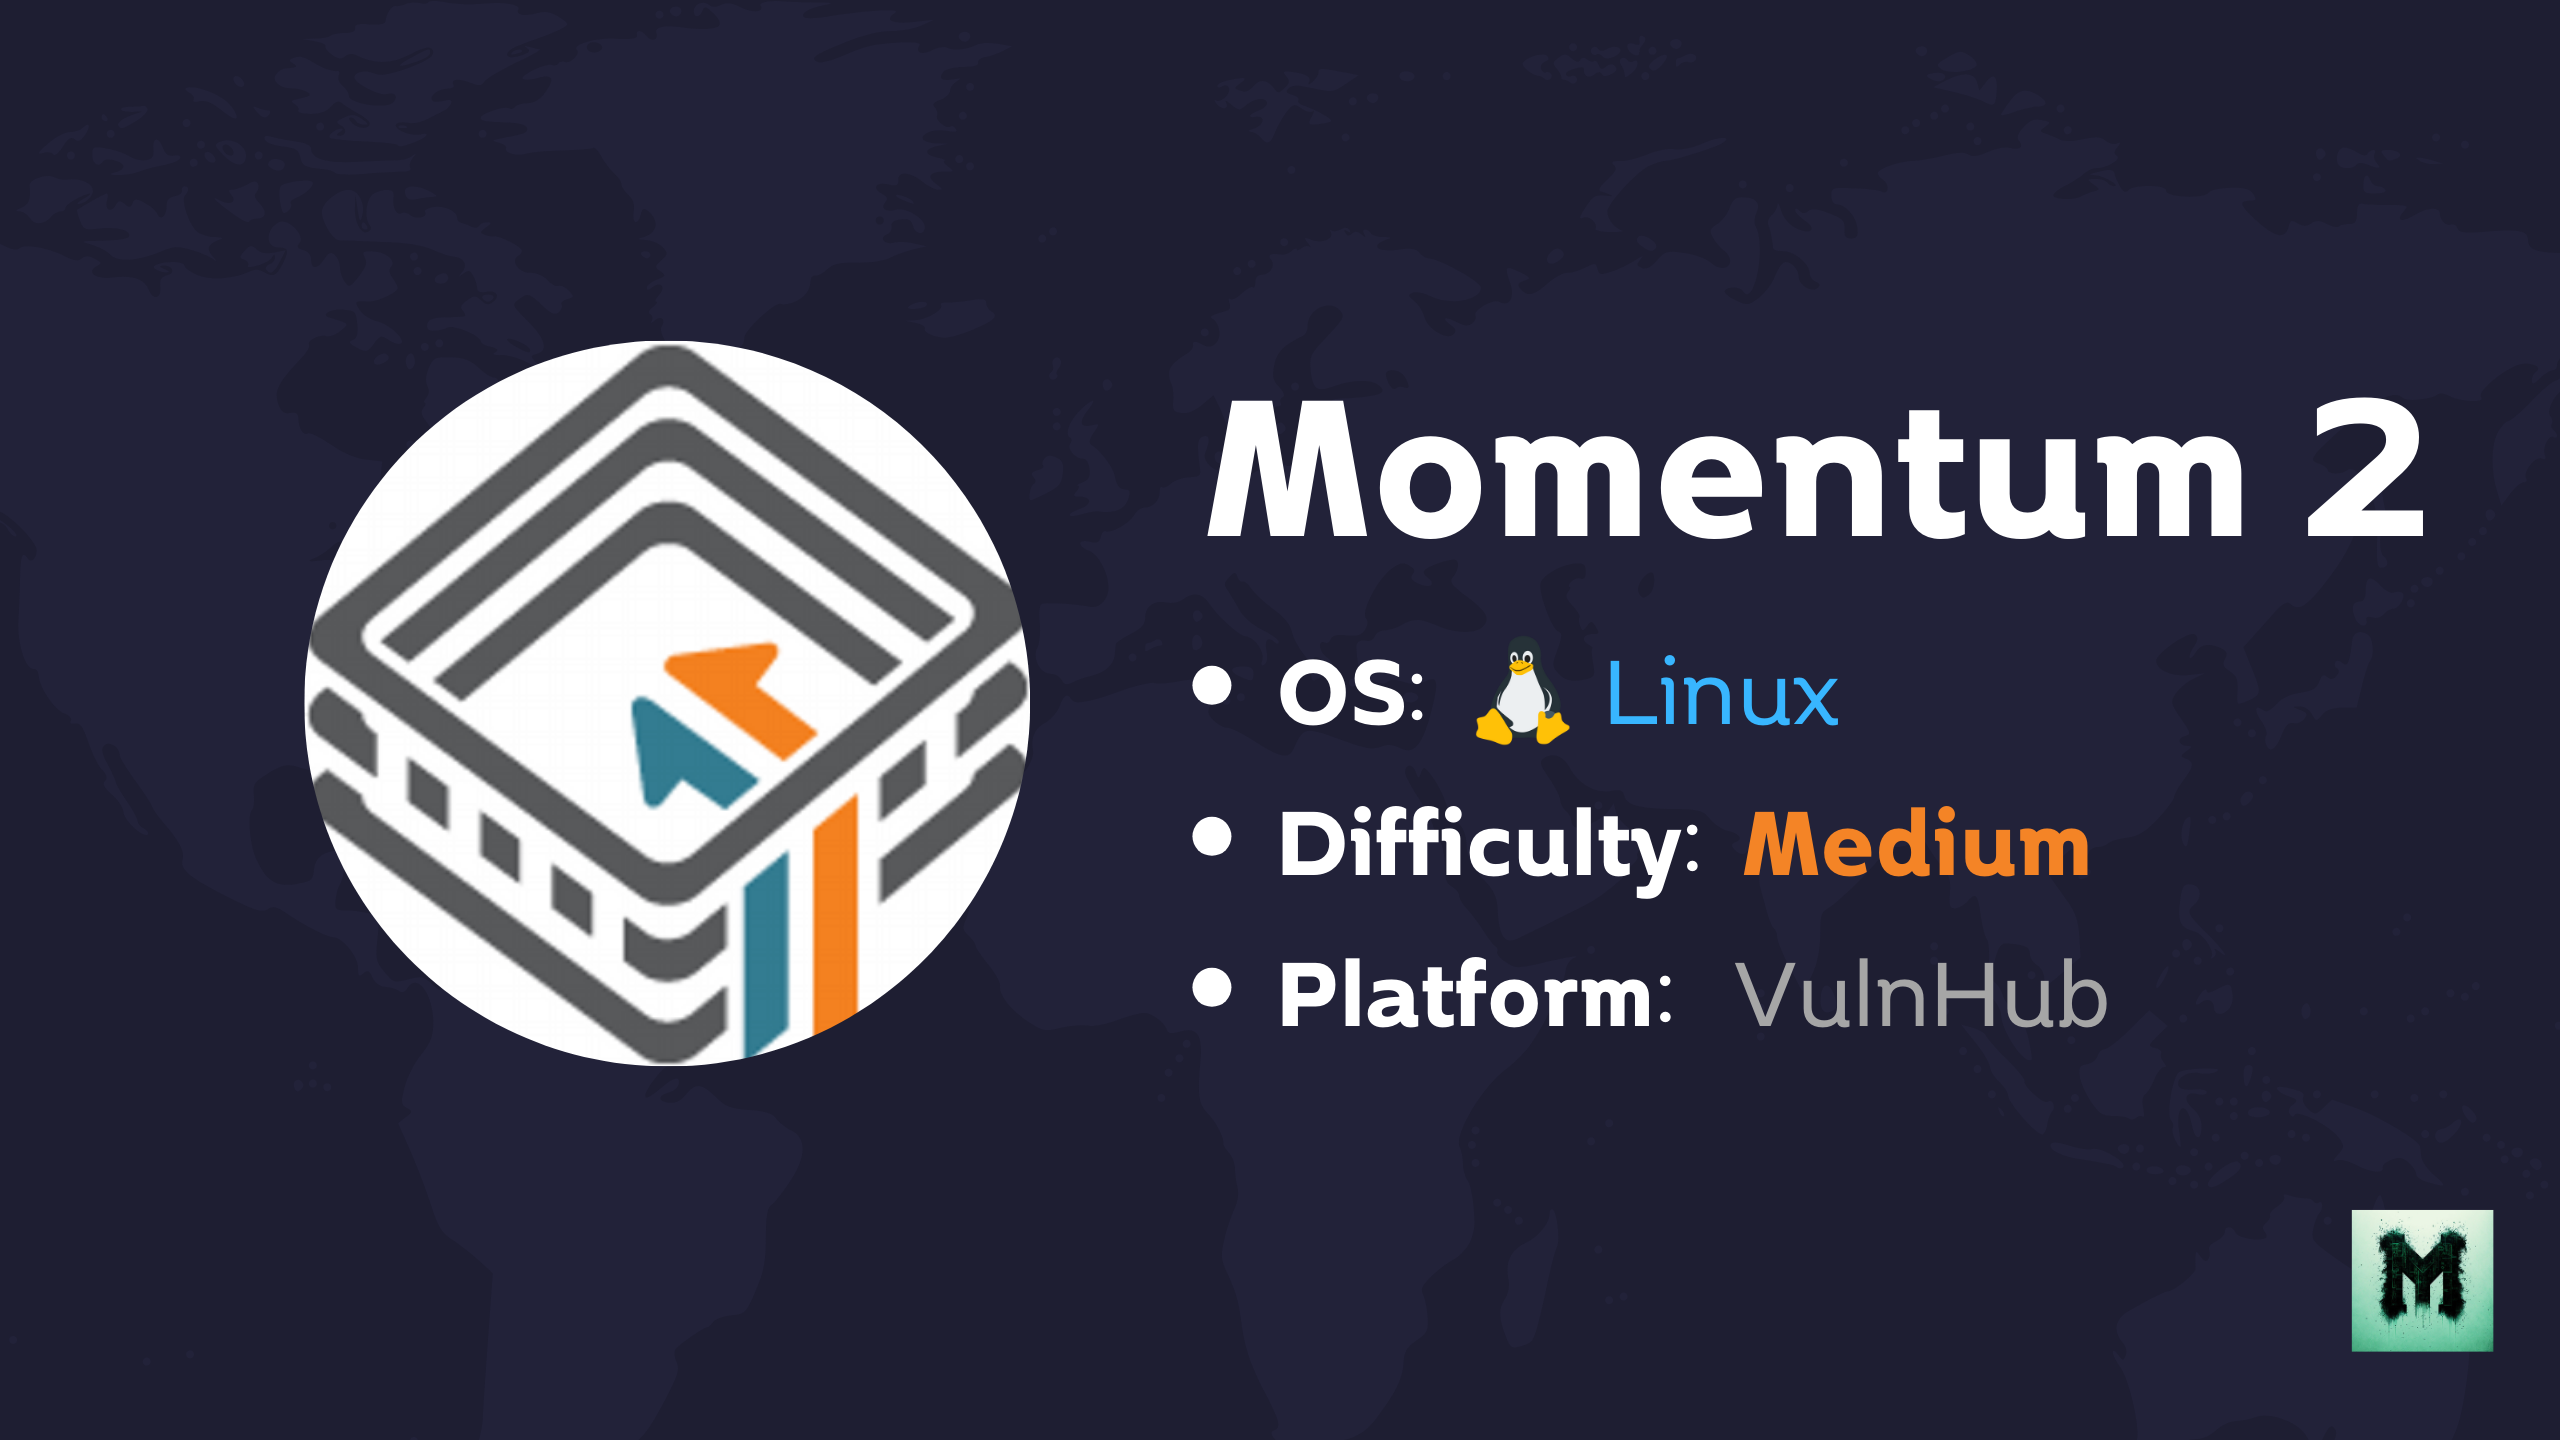 Momentum 2
• OS: Linux
• Difficulty: Medium
• Platform: VulnHub
M